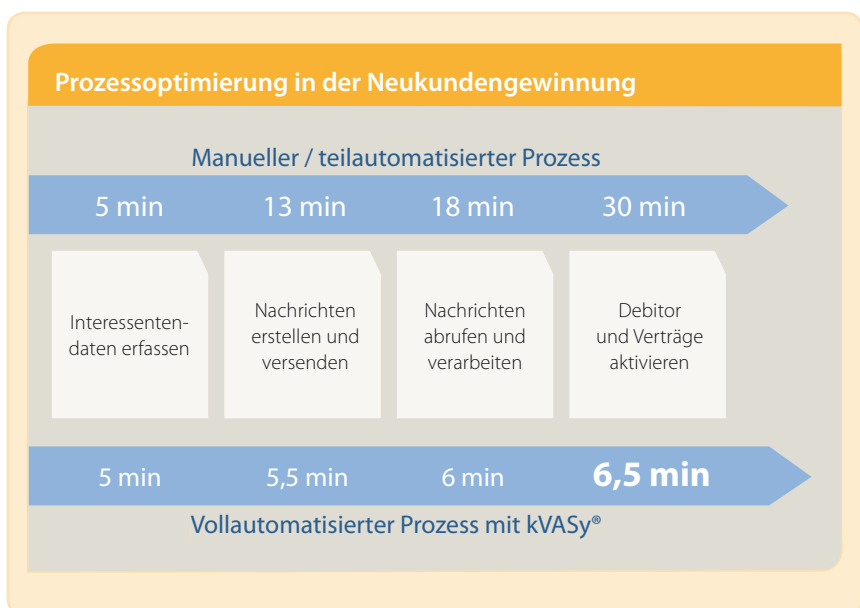 Prozessoptimierung in der Neukundengewinnung
Manueller / teilautomatisierter Prozess
5 min 13 min 18 min 30 min
Interessenten-
daten erfassen
Nachrichten
erstellen und
versenden
Nachrichten
abrufen und
verarbeiten
Debitor
und Verträge
aktivieren
5 min 5,5 min 6 min 6,5 min
Vollautomatisierter Prozess mit kVASy®